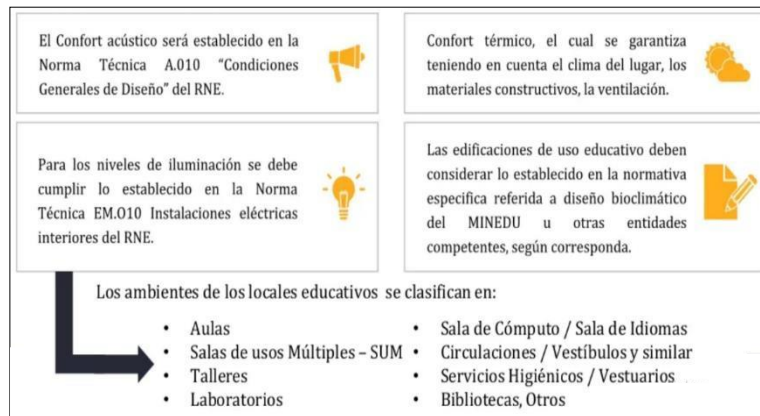 El Confort acústico será establecido en la
Norma Técnica A.010 “Condiciones
Generales de Diseño” del RNE.
Confort térmico, el cual se garantiza
teniendo en cuenta el clima del lugar, los
materiales constructivos, la ventilación.
Para los niveles de iluminación se debe
cumplir lo establecido en la Norma
Técnica EM.O10 Instalaciones eléctricas
interiores del RNE.
Las edificaciones de uso educativo deben
considerar lo establecido en la normativa
especifica referida a diseño bioclimático
del MINEDU u otras entidades
competentes, según corresponda.
Los ambientes de los locales educativos se clasifican en:
• Aulas
• Salas de usos Múltiples – SUM
• Talleres
• Laboratorios
• Sala de Cómputo / Sala de Idiomas
• Circulaciones / Vestíbulos y similar
• Servicios Higiénicos / Vestuarios
• Bibliotecas, Otros